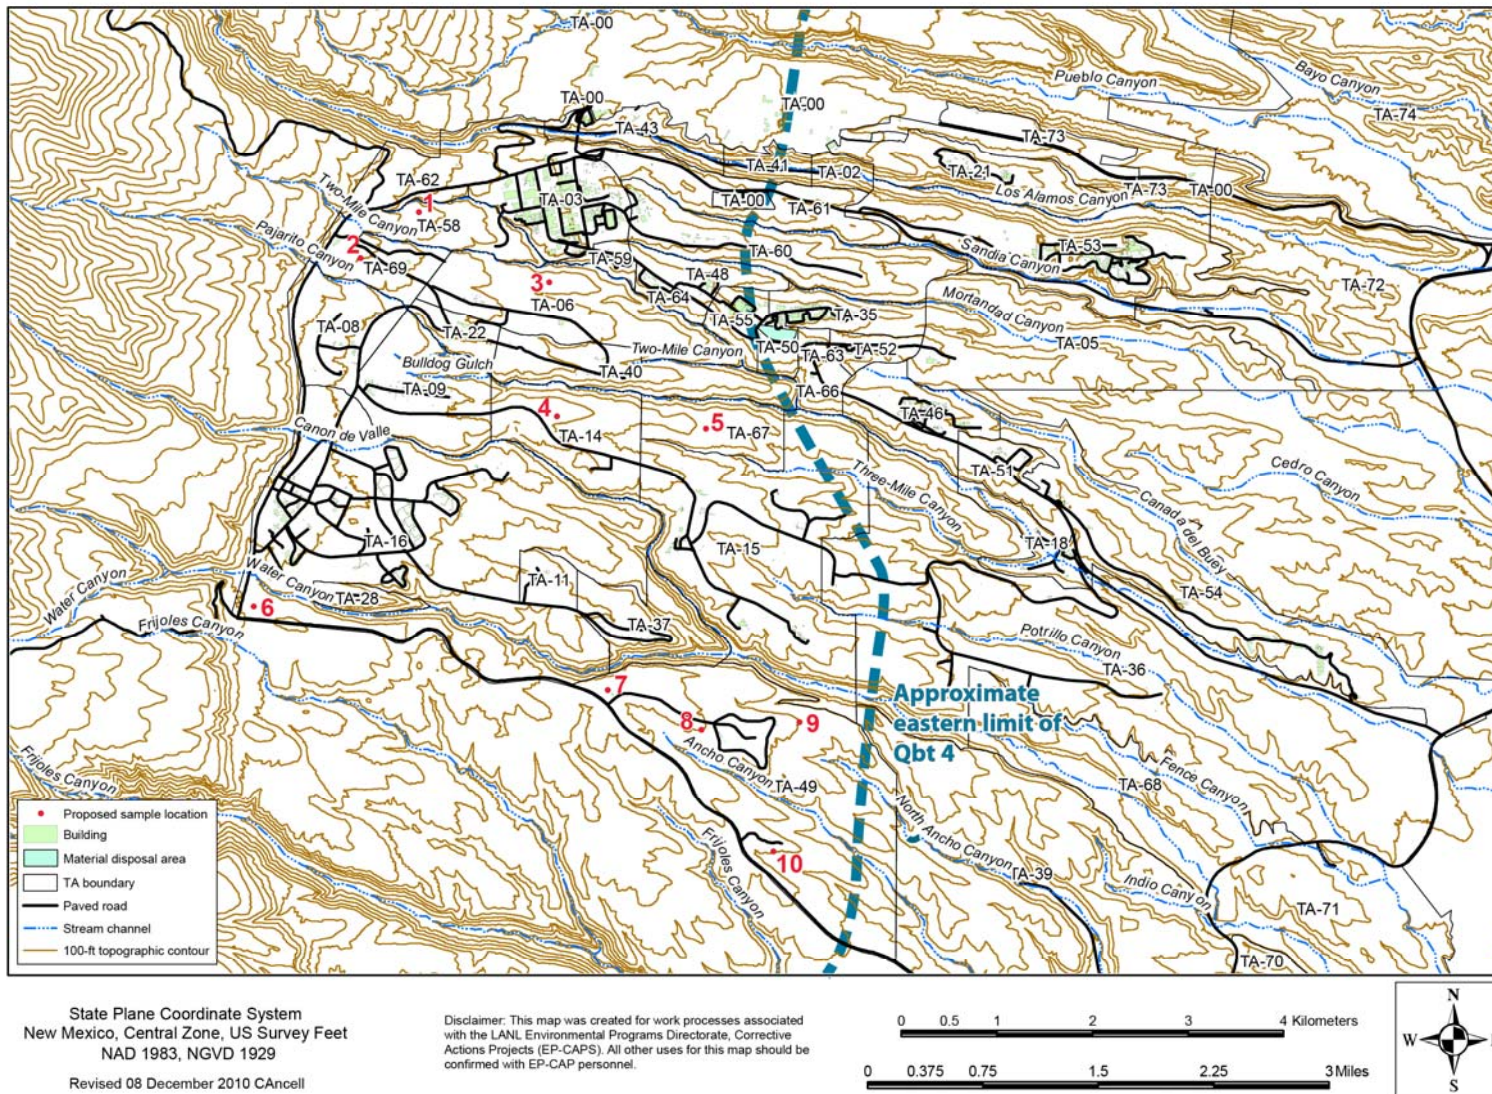 TA-00
Pueblo Canyon
Bayo Canyon
TA-00
TA-00
TA-74
TA-43
TA-73
TA-41
TA-02
TA-21
TA-62
Two-Mile Canyon
TA-03
TA-00
TA-61
Los Alamos Canyon
TA-73
TA-00
1
TA-58
Pajarito Canyon
2
TA-69
TA-59
TA-60
Sandia Canyon
TA-53
3
TA-06
TA-48
TA-64
Mortandad Canyon
TA-72
TA-08
TA-22
TA-55
TA-35
TA-05
Bulldog Gulch
Two-Mile Canyon
TA-50
TA-63
TA-52
TA-40
TA-09
TA-66
4
TA-14
5
TA-67
TA-46
Canon de Valle
Three-Mile Canyon
TA-51
Cedro Canyon
Canada del Buey
TA-16
TA-15
TA-18
Water Canyon
Water Canyon
TA-28
TA-11
TA-54
6
Frijoles Canyon
TA-37
Potrillo Canyon
TA-36
7
Approximate
eastern limit of
Qbt 4
8
9
Ancho Canyon
Frijoles Canyon
TA-49
Fence Canyon
TA-68
North Ancho Canyon
Frijoles Canyon
10
TA-39
Indio Canyon
TA-71
TA-70
Proposed sample location
Building
Material disposal area
TA boundary
Paved road
Stream channel
100-ft topographic contour
State Plane Coordinate System
New Mexico, Central Zone, US Survey Feet
NAD 1983, NGVD 1929
Revised 08 December 2010 CAncell
Disclaimer: This map was created for work processes associated
with the LANL Environmental Programs Directorate, Corrective
Actions Projects (EP-CAPS). All other uses for this map should be
confirmed with EP-CAP personnel.
0 0.5 1 2 3 4 Kilometers
0 0.375 0.75 1.5 2.25 3 Miles
N
W
S